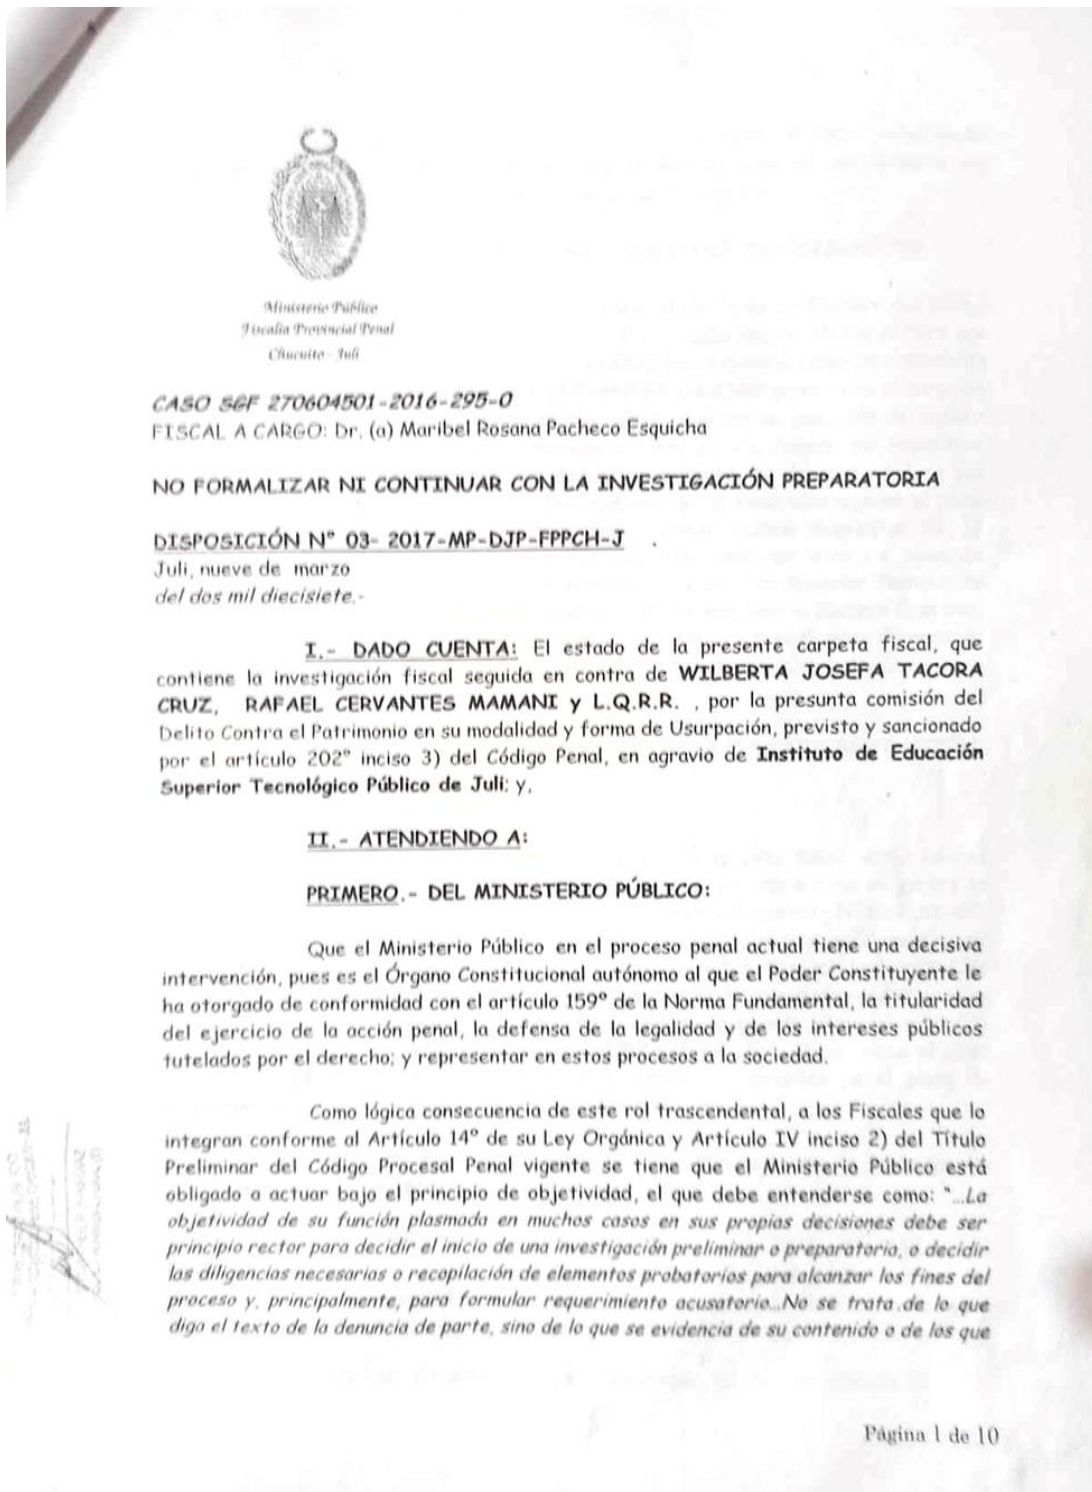 Ministerio Público
Fiscalía Provincial Penal
Chucuito - Juli
CASO SGF 270604501-2016-295-0
FISCAL A CARGO: Dr. (a) Maribel Rosana Pacheco Esquicha
NO FORMALIZAR NI CONTINUAR CON LA INVESTIGACIÓN PREPARATORIA
DISPOSICIÓN N° 03- 2017-MP-DJP-FPPCH-J .
Juli, nueve de marzo
del dos mil diecisiete.-
I.- DADO CUENTA: El estado de la presente carpeta fiscal, que
contiene la investigación fiscal seguida en contra de WILBERTA JOSEFA TACORA
CRUZ, RAFAEL CERVANTES MAMANI y L.Q.R.R. , por la presunta comisión del
Delito Contra el Patrimonio en su modalidad y forma de Usurpación, previsto y sancionado
por el artículo 202° inciso 3) del Código Penal, en agravio de Instituto de Educación
Superior Tecnológico Público de Juli; y,
II.- ATENDIENDO A:
PRIMERO.- DEL MINISTERIO PÚBLICO:
Que el Ministerio Público en el proceso penal actual tiene una decisiva
intervención, pues es el Órgano Constitucional autónomo al que el Poder Constituyente le
ha otorgado de conformidad con el artículo 159° de la Norma Fundamental, la titularidad
del ejercicio de la acción penal, la defensa de la legalidad y de los intereses públicos
tutelados por el derecho; y representar en estos procesos a la sociedad.
Como lógica consecuencia de este rol trascendental, a los Fiscales que lo
integran conforme al Artículo 14° de su Ley Orgánica y Artículo IV inciso 2) del Título
Preliminar del Código Procesal Penal vigente se tiene que el Ministerio Público está
obligado a actuar bajo el principio de objetividad, el que debe entenderse como: "...La
objetividad de su función plasmada en muchos casos en sus propias decisiones debe ser
principio rector para decidir el inicio de una investigación preliminar o preparatoria, o decidir
las diligencias necesarias o recopilación de elementos probatorios para alcanzar los fines del
proceso y, principalmente, para formular requerimiento acusatorio...No se trata de lo que
diga el texto de la denuncia de parte, sino de lo que se evidencia de su contenido o de los que
Página 1 de 10